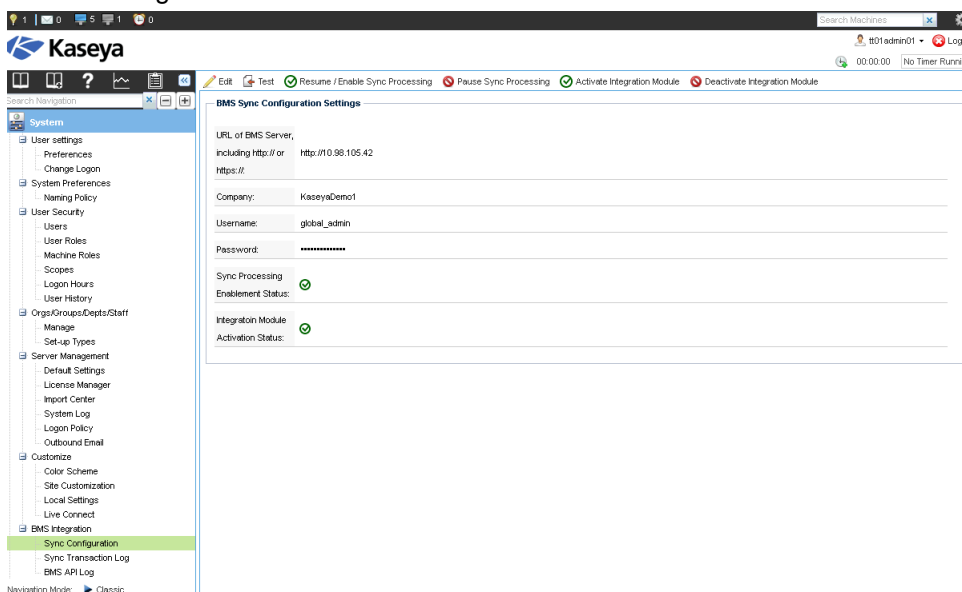 1 0 5 1 0
Search Machines
Kaseya
tt01admin01
Log
00:00:00 No Timer Runni
Search Navigation
System
User settings
Preferences
Change Logon
System Preferences
Naming Policy
User Security
Users
User Roles
Machine Roles
Scopes
Logon Hours
User History
Orgs/Groups/Depts/Staff
Manage
Set-up Types
Server Management
Default Settings
License Manager
Import Center
System Log
Logon Policy
Outbound Email
Customize
Color Scheme
Site Customization
Local Settings
Live Connect
BMS Integration
Sync Configuration
Sync Transaction Log
BMS API Log
Navigation Mode: Classic
Edit Test Resume / Enable Sync Processing Pause Sync Processing Activate Integration Module Deactivate Integration Module
BMS Sync Configuration Settings
URL of BMS Server,
including http:// or http://10.98.105.42
https://:
Company: KaseyaDemo1
Username: global_admin
Password: ••••••••••••••
Sync Processing
Enablement Status:
Integratoin Module
Activation Status: